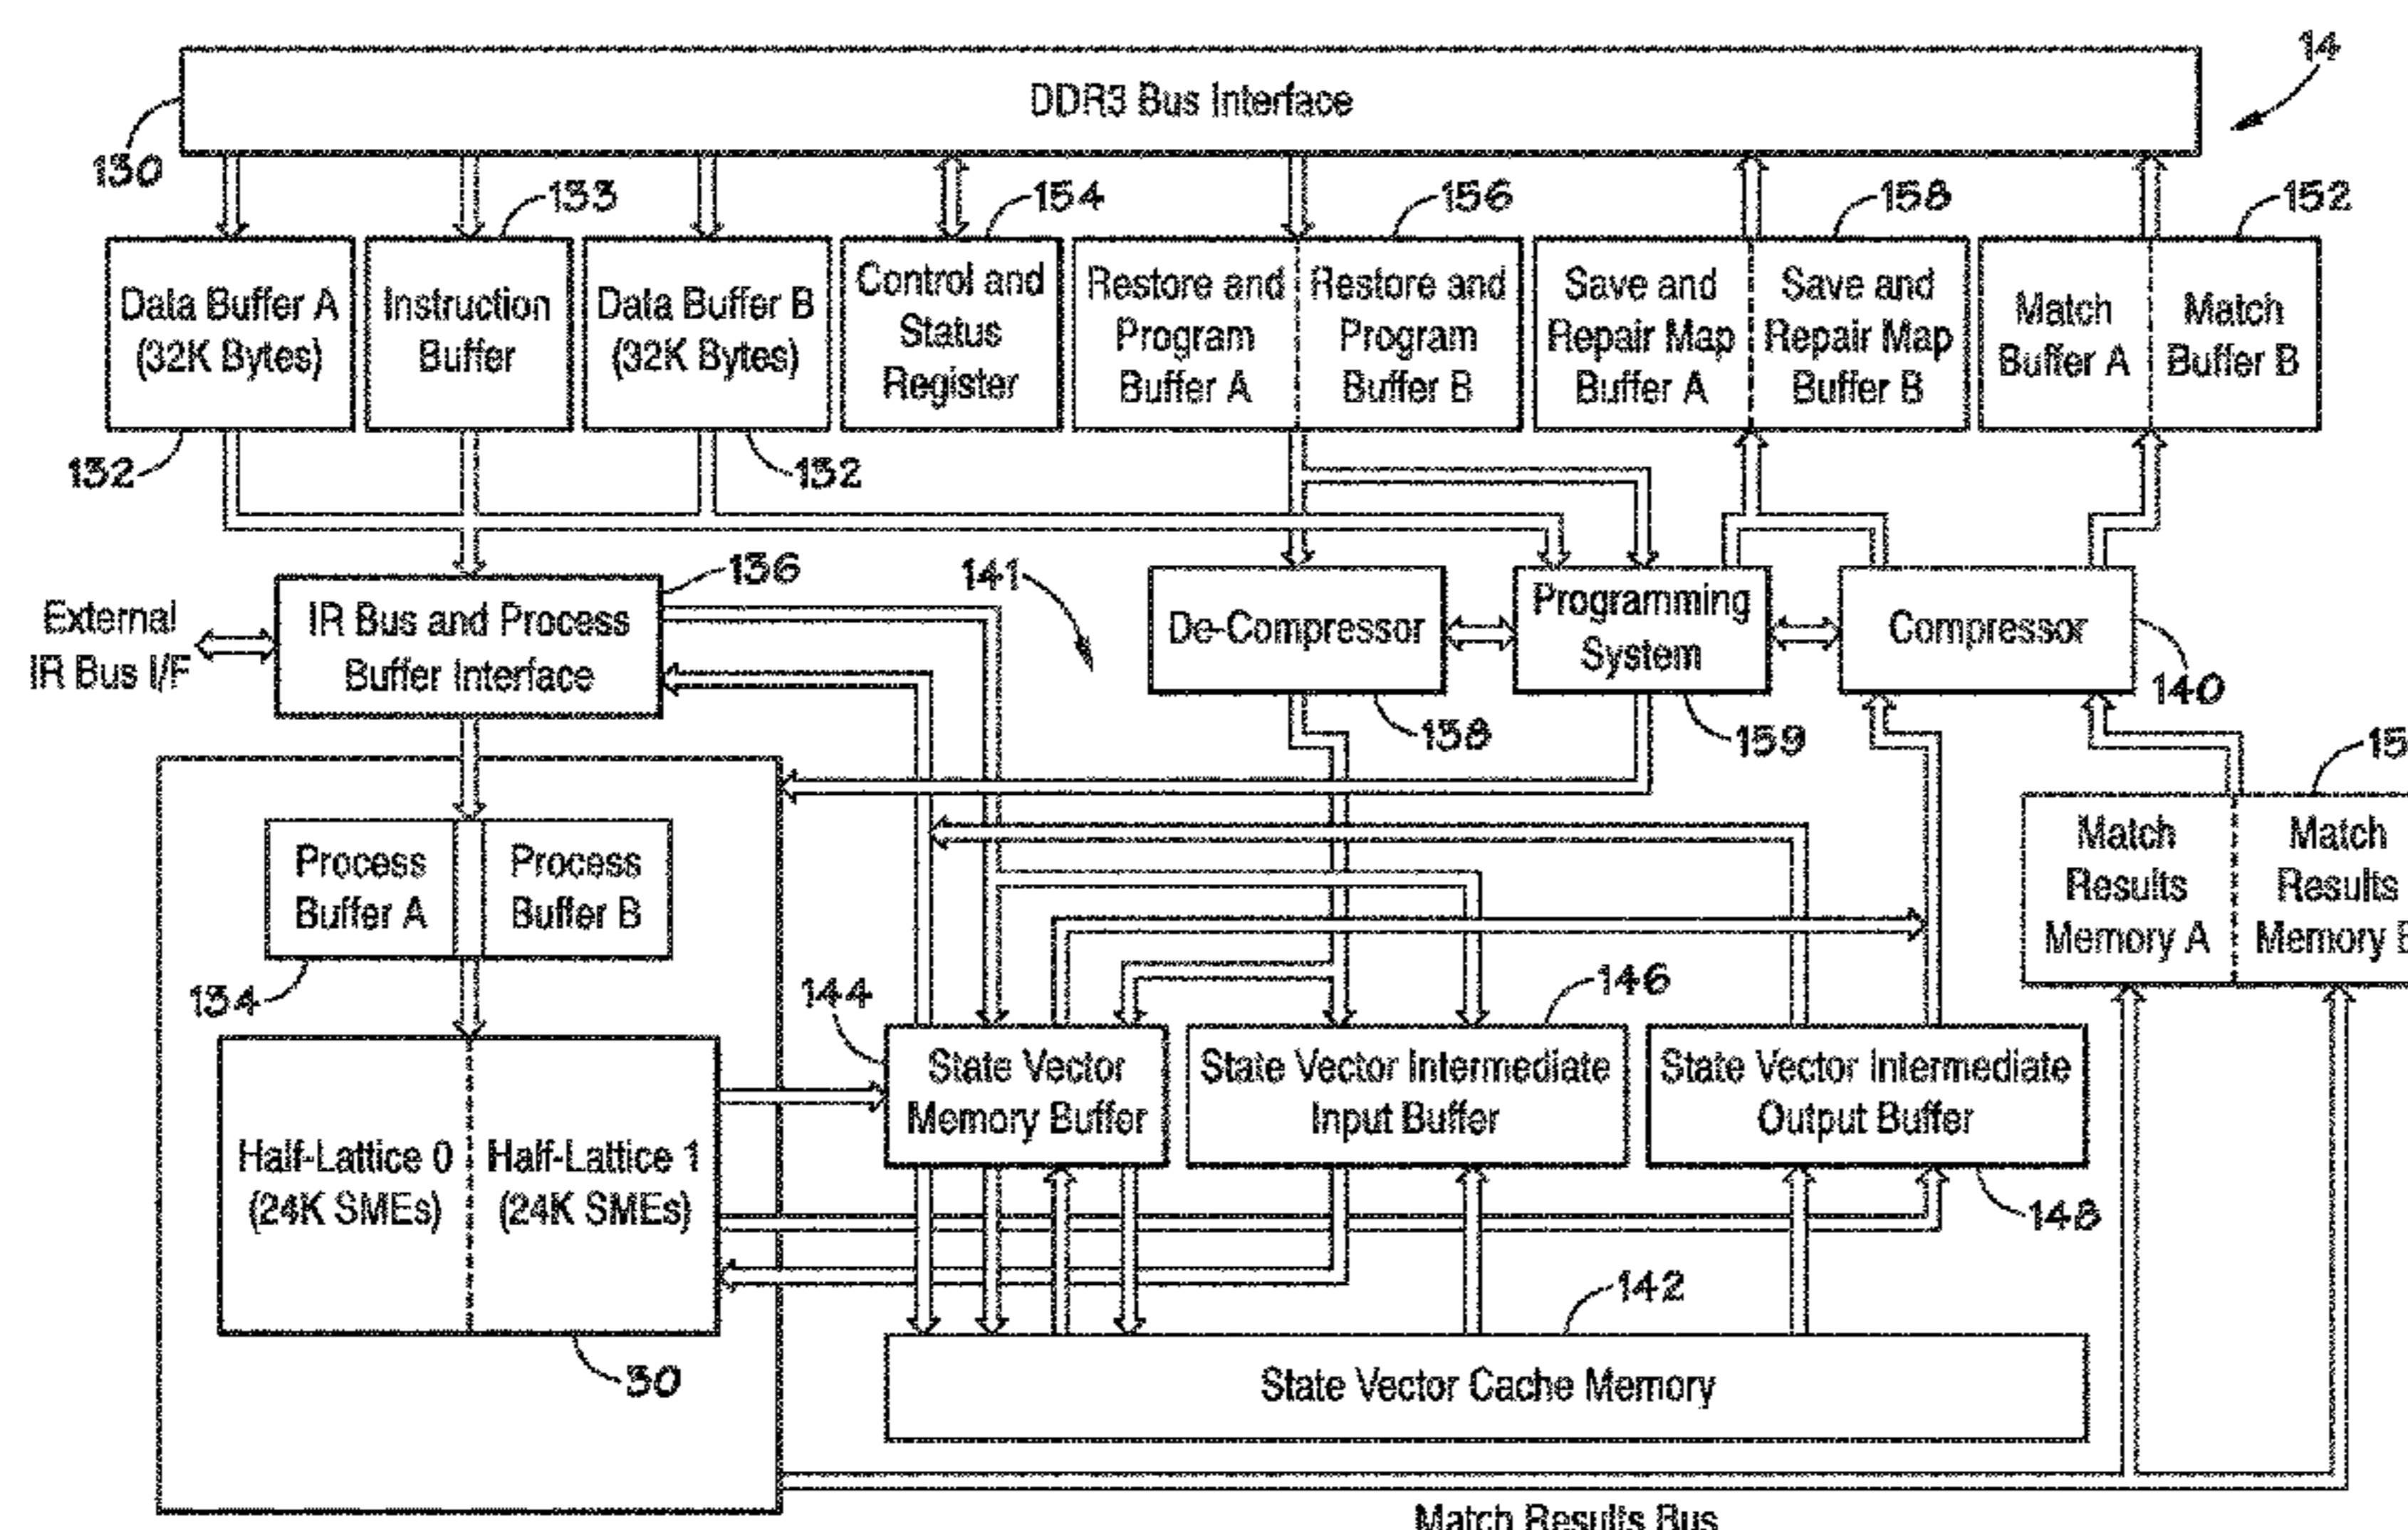 14
DDR3 Bus Interface
130
133
154
156
158
152
Data Buffer A
(32K Bytes)
Instruction
Buffer
Data Buffer B
(32K Bytes)
Control and
Status
Register
Restore and
Program
Buffer A
Restore and
Program
Buffer B
Save and
Repair Map
Buffer A
Save and
Repair Map
Buffer B
Match
Buffer A
Match
Buffer B
132
132
External
IR Bus I/F
IR Bus and Process
Buffer Interface
136
141
De-Compressor
138
Programming
System
159
Compressor
140
Process
Buffer A
Process
Buffer B
134
Match
Results
Memory A
Match
Results
Memory
15
144
146
State Vector
Memory Buffer
State Vector Intermediate
Input Buffer
State Vector Intermediate
Output Buffer
148
Half-Lattice 0
(24K SMEs)
Half-Lattice 1
(24K SMEs)
30
142
State Vector Cache Memory
Match Results Bus